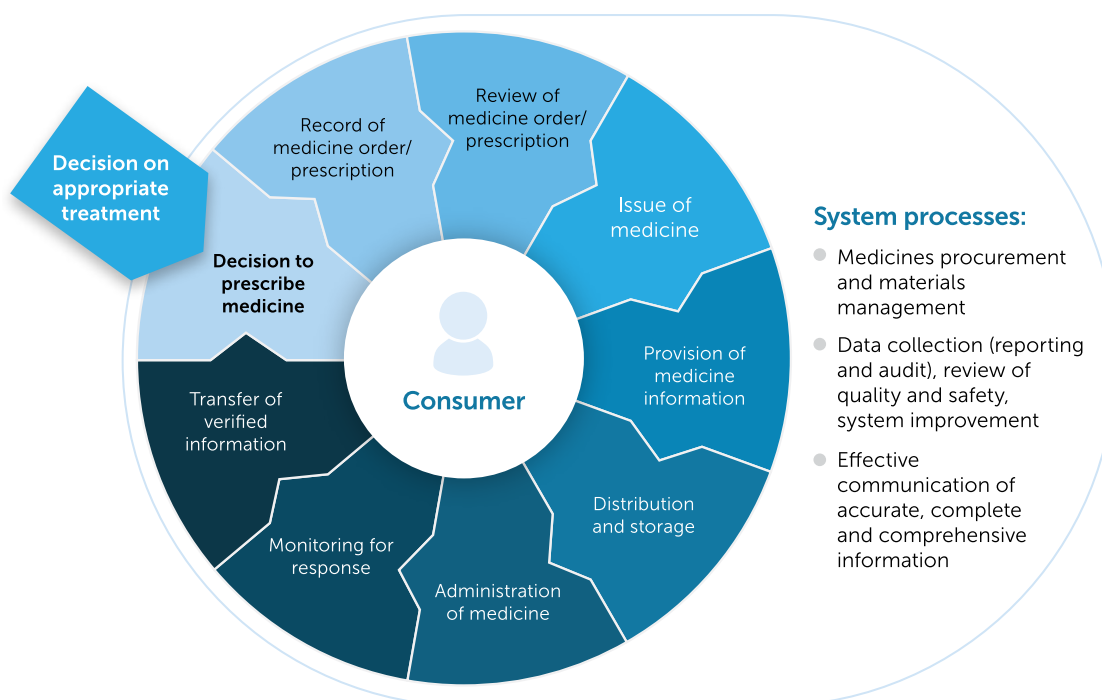 Decision on
appropriate
treatment
Decision to
prescribe
medicine
Record of
medicine order/
prescription
Review of
medicine order/
prescription
Issue of
medicine
Provision of
medicine
information
Distribution
and storage
Administration
of medicine
Monitoring for
response
Transfer of
verified
information
Consumer
System processes:
Medicines procurement
and materials
management
Data collection (reporting
and audit), review of
quality and safety,
system improvement
Effective
communication of
accurate, complete
and comprehensive
information